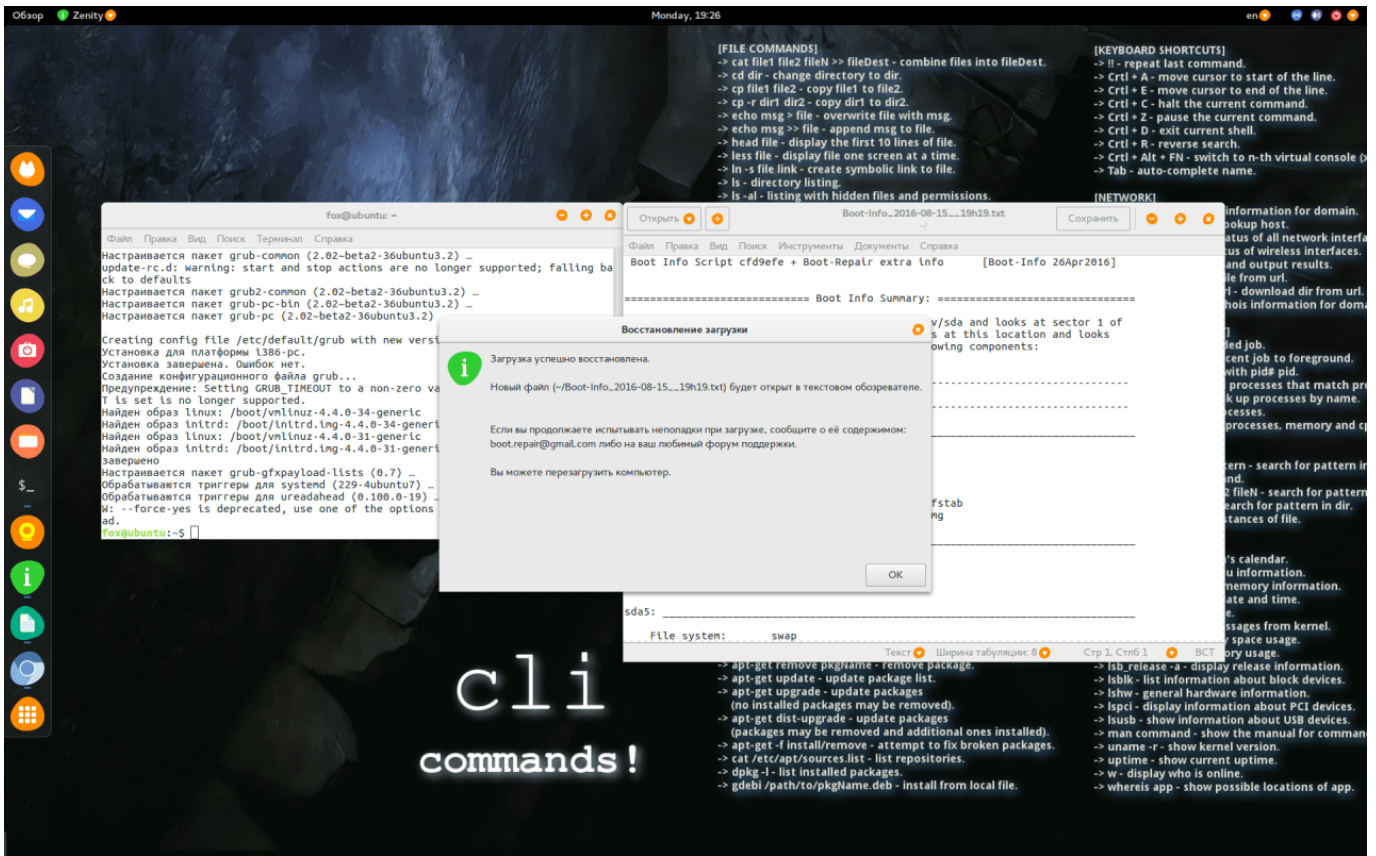 Обзор Zenity Monday, 19:26 en
[FILE COMMANDS]
-> cat file1 file2 fileN >> fileDest - combine files into fileDest.
-> cd dir - change directory to dir.
-> cp file1 file2 - copy file1 to file2.
-> cp -r dir1 dir2 - copy dir1 to dir2.
-> echo msg > file - overwrite file with msg.
-> echo msg >> file - append msg to file.
-> head file - display the first 10 lines of file.
-> less file - display file one screen at a time.
-> ln -s file link - create symbolic link to file.
-> ls - directory listing.
-> ls -al - listing with hidden files and permissions.
[KEYBOARD SHORTCUTS]
-> !! - repeat last command.
-> Crtl + A - move cursor to start of the line.
-> Crtl + E - move cursor to end of the line.
-> Crtl + C - halt the current command.
-> Crtl + Z - pause the current command.
-> Crtl + D - exit current shell.
-> Crtl + R - reverse search.
-> Crtl + Alt + FN - switch to n-th virtual console (x
-> Tab - auto-complete name.
[NETWORK]
information for domain.
ookup host.
atus of all network interfa
tus of wireless interfaces.
and output results.
le from url.
rl - download dir from url.
hois information for doma
]
ded job.
cent job to foreground.
with pid# pid.
processes that match pr
k up processes by name.
ocesses.
processes, memory and cp
tern - search for pattern in
nd.
2 fileN - search for pattern
earch for pattern in dir.
stances of file.
's calendar.
u information.
memory information.
ate and time.
e.
ssages from kernel.
/ space usage.
ory usage.
-> lsb_release -a - display release information.
-> lsblk - list information about block devices.
-> lshw - general hardware information.
-> lspci - display information about PCI devices.
-> lsusb - show information about USB devices.
-> man command - show the manual for comman
-> uname -r - show kernel version.
-> uptime - show current uptime.
-> w - display who is online.
-> whereis app - show possible locations of app.
fox@ubuntu: ~
Файл Правка Вид Поиск Терминал Справка
Настраивается пакет grub-common (2.02~beta2-36ubuntu3.2) …
update-rc.d: warning: start and stop actions are no longer supported; falling ba
ck to defaults
Настраивается пакет grub2-common (2.02~beta2-36ubuntu3.2) …
Настраивается пакет grub-pc-bin (2.02~beta2-36ubuntu3.2) …
Настраивается пакет grub-pc (2.02~beta2-36ubuntu3.2)
Creating config file /etc/default/grub with new versi
Установка для платформы i386-pc.
Установка завершена. Ошибок нет.
Создание конфигурационного файла grub...
Предупреждение: Setting GRUB_TIMEOUT to a non-zero va
T is set is no longer supported.
Найден образ linux: /boot/vmlinuz-4.4.0-34-generic
Найден образ initrd: /boot/initrd.img-4.4.0-34-generi
Найден образ linux: /boot/vmlinuz-4.4.0-31-generic
Найден образ initrd: /boot/initrd.img-4.4.0-31-generi
завершено
Настраивается пакет grub-gfxpayload-lists (0.7) …
Обрабатываются триггеры для systemd (229-4ubuntu7) …
Обрабатываются триггеры для ureadahead (0.100.0-19) …
W: --force-yes is deprecated, use one of the options
ad.
fox@ubuntu:~$
$_
Открыть Boot-Info_2016-08-15__19h19.txt Сохранить
~/
Файл Правка Вид Поиск Инструменты Документы Справка
Boot Info Script cfd9efe + Boot-Repair extra info [Boot-Info 26Apr2016]
============================= Boot Info Summary: ===============================
v/sda and looks at sector 1 of
s at this location and looks
owing components:
fstab
mg
sda5: __________________________________________________________________________
File system: swap
Текст Ширина табуляции: 8 Стр 1, Стлб 1 ВСТ
Восстановление загрузки
Загрузка успешно восстановлена.
Новый файл (~/Boot-Info_2016-08-15__19h19.txt) будет открыт в текстовом обозревателе.
Если вы продолжаете испытывать неполадки при загрузке, сообщите о её содержимом:
boot.repair@gmail.com либо на ваш любимый форум поддержки.
Вы можете перезагрузить компьютер.
OK
-> apt-get remove pkgName - remove package.
-> apt-get update - update package list.
-> apt-get upgrade - update packages
(no installed packages may be removed).
-> apt-get dist-upgrade - update packages
(packages may be removed and additional ones installed).
-> apt-get -f install/remove - attempt to fix broken packages.
-> cat /etc/apt/sources.list - list repositories.
-> dpkg -l - list installed packages.
-> gdebi /path/to/pkgName.deb - install from local file.
cli
commands!